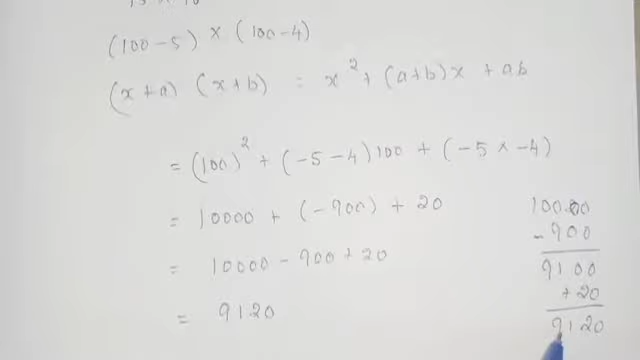 (100-5) × (100-4)
(x+a) (x+b) = x² + (a+b)x + ab
= (100)² + (-5-4)100 + (-5 × -4)
= 10000 + (-900) + 20
= 10000 - 900 + 20
= 9120
10000
- 900
9100
+ 20
9120